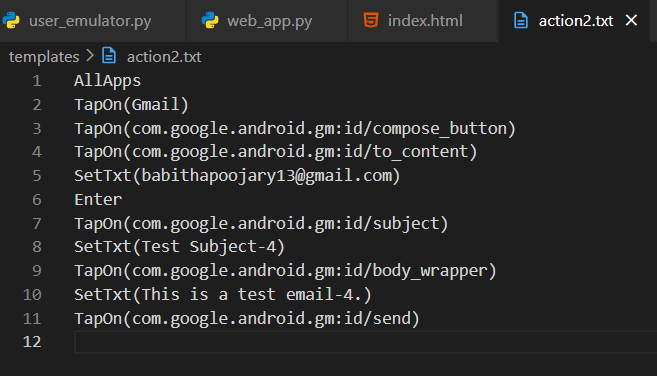 user_emulator.py web_app.py index.html action2.txt
templates > action2.txt
1 AllApps
2 TapOn(Gmail)
3 TapOn(com.google.android.gm:id/compose_button)
4 TapOn(com.google.android.gm:id/to_content)
5 SetTxt(babithapoojary13@gmail.com)
6 Enter
7 TapOn(com.google.android.gm:id/subject)
8 SetTxt(Test Subject-4)
9 TapOn(com.google.android.gm:id/body_wrapper)
10 SetTxt(This is a test email-4.)
11 TapOn(com.google.android.gm:id/send)
12